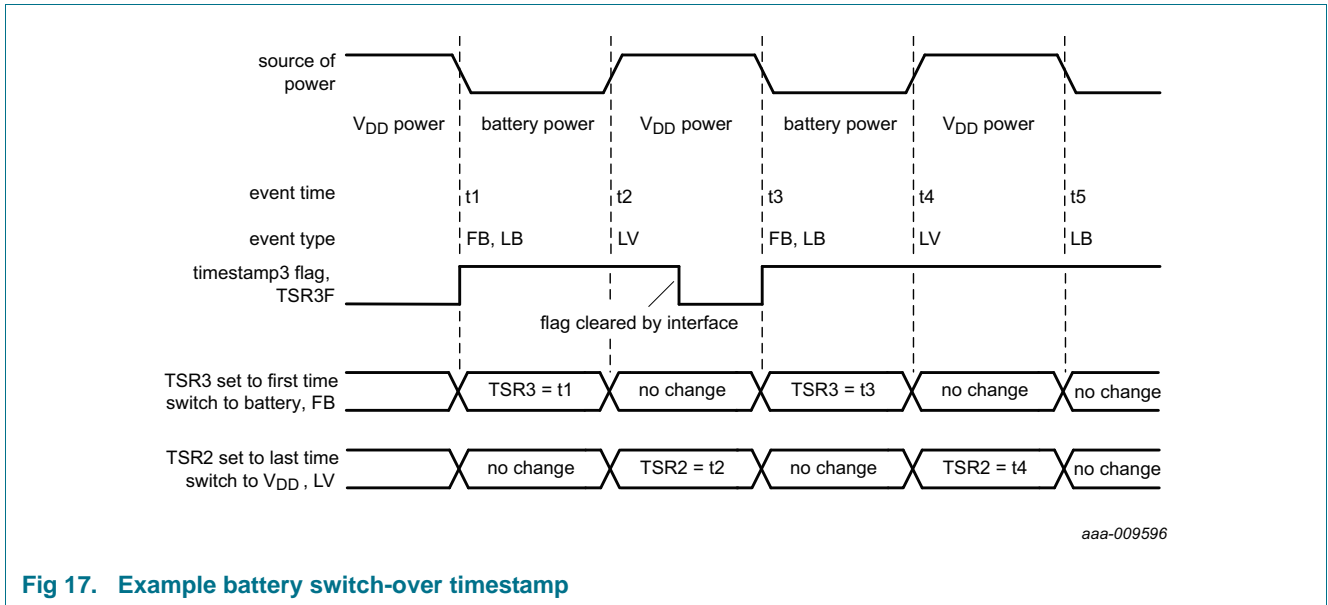 source of
power
VDD power battery power VDD power battery power VDD power
event time t1 t2 t3 t4 t5
event type FB, LB LV FB, LB LV LB
timestamp3 flag,
TSR3F
flag cleared by interface
TSR3 set to first time
switch to battery, FB
TSR3 = t1 no change TSR3 = t3 no change no change
TSR2 set to last time
switch to VDD , LV
no change TSR2 = t2 no change TSR2 = t4 no change
aaa-009596
Fig 17. Example battery switch-over timestamp